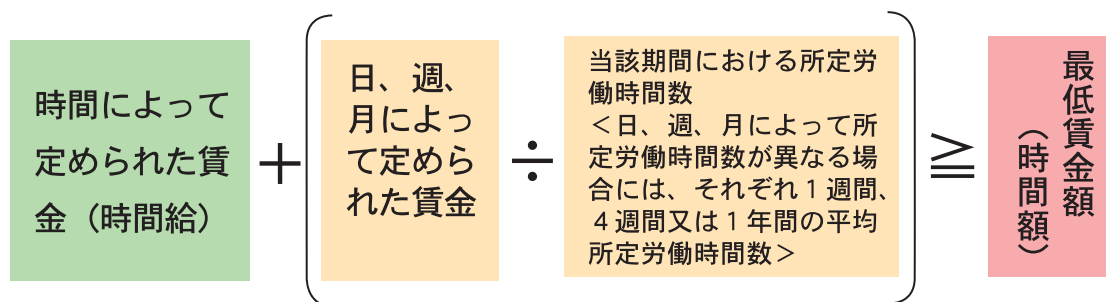 時間によって
定められた賃
金（時間給）
＋
(
日、週、
月によっ
て定めら
れた賃金
÷
当該期間における所定労
働時間数
＜日、週、月によって所
定労働時間数が異なる場
合には、それぞれ１週間、
４週間又は１年間の平均
所定労働時間数＞
)
≧
最低賃金額
（時間額）